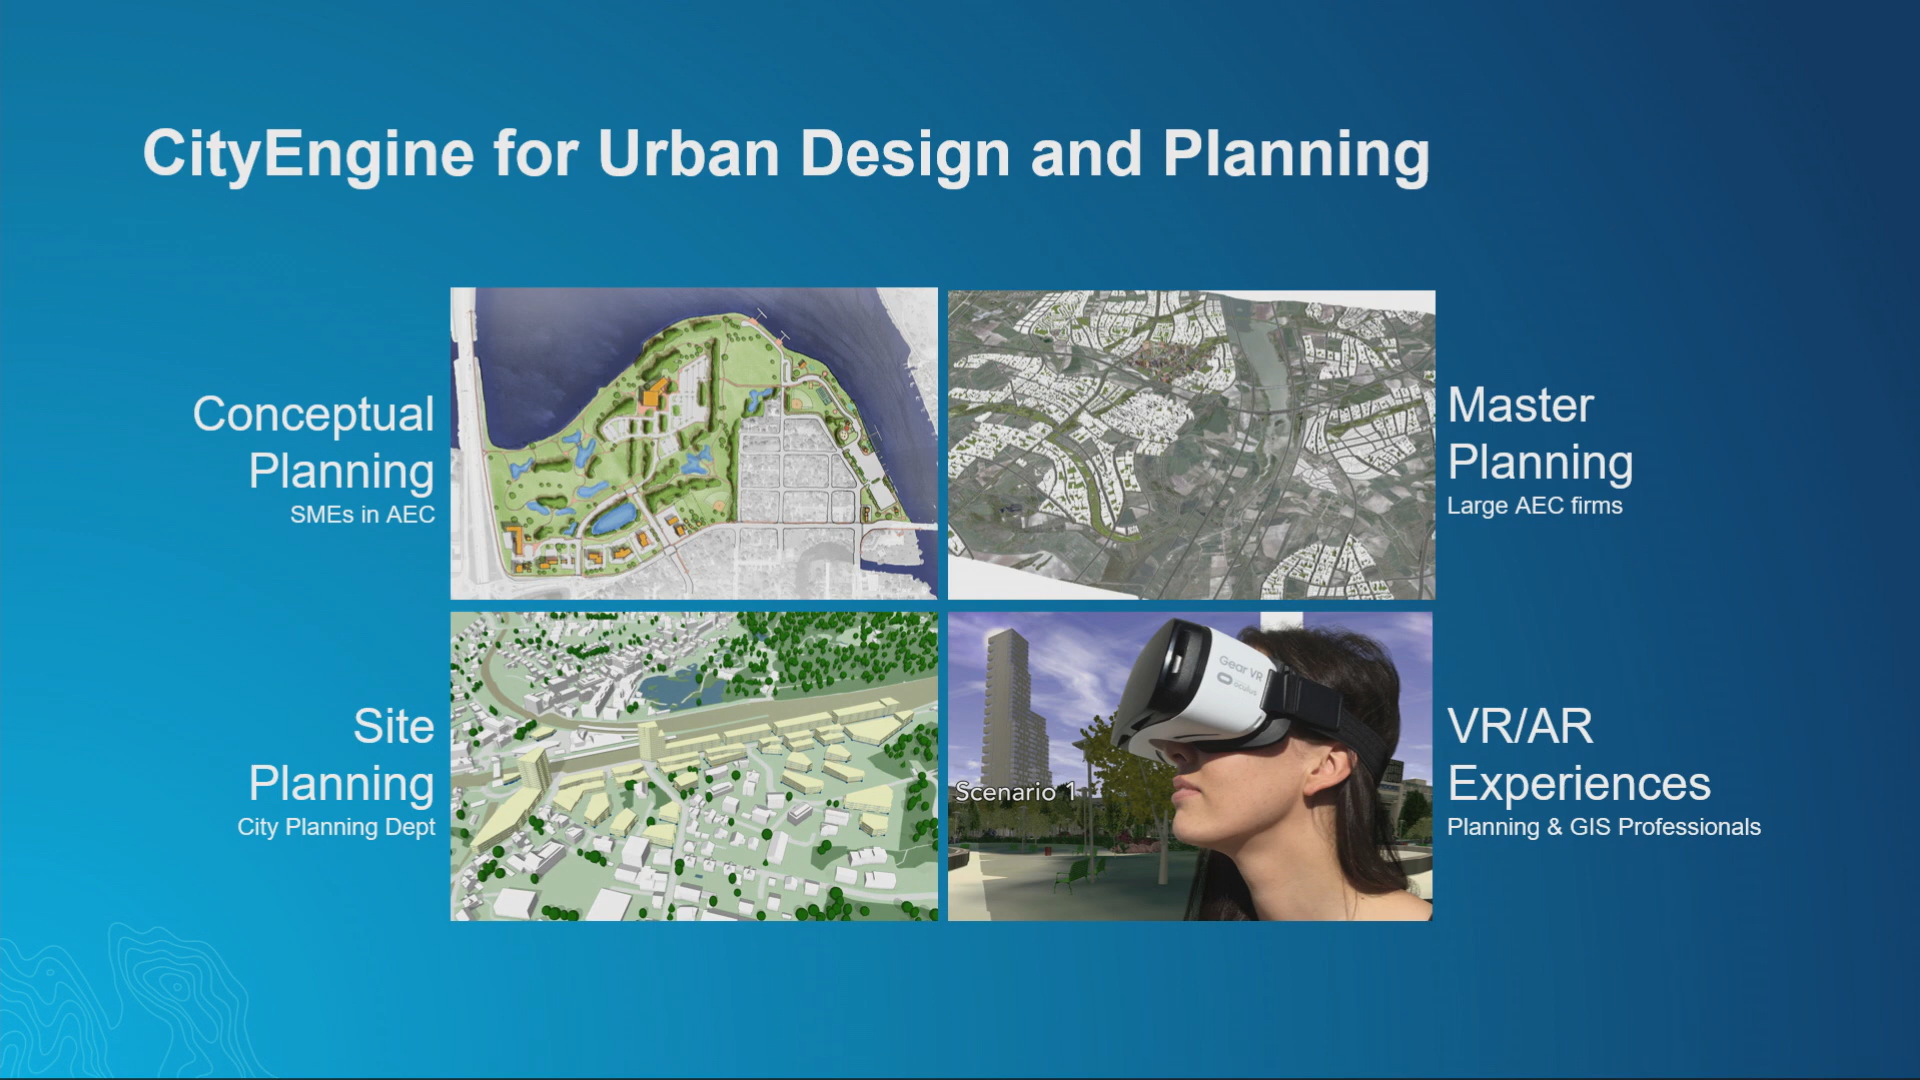 CityEngine for Urban Design and Planning
Conceptual
Planning
SMEs in AEC
Master
Planning
Large AEC firms
Site
Planning
City Planning Dept
Gear VR
oculus
Scenario 1
VR/AR
Experiences
Planning & GIS Professionals